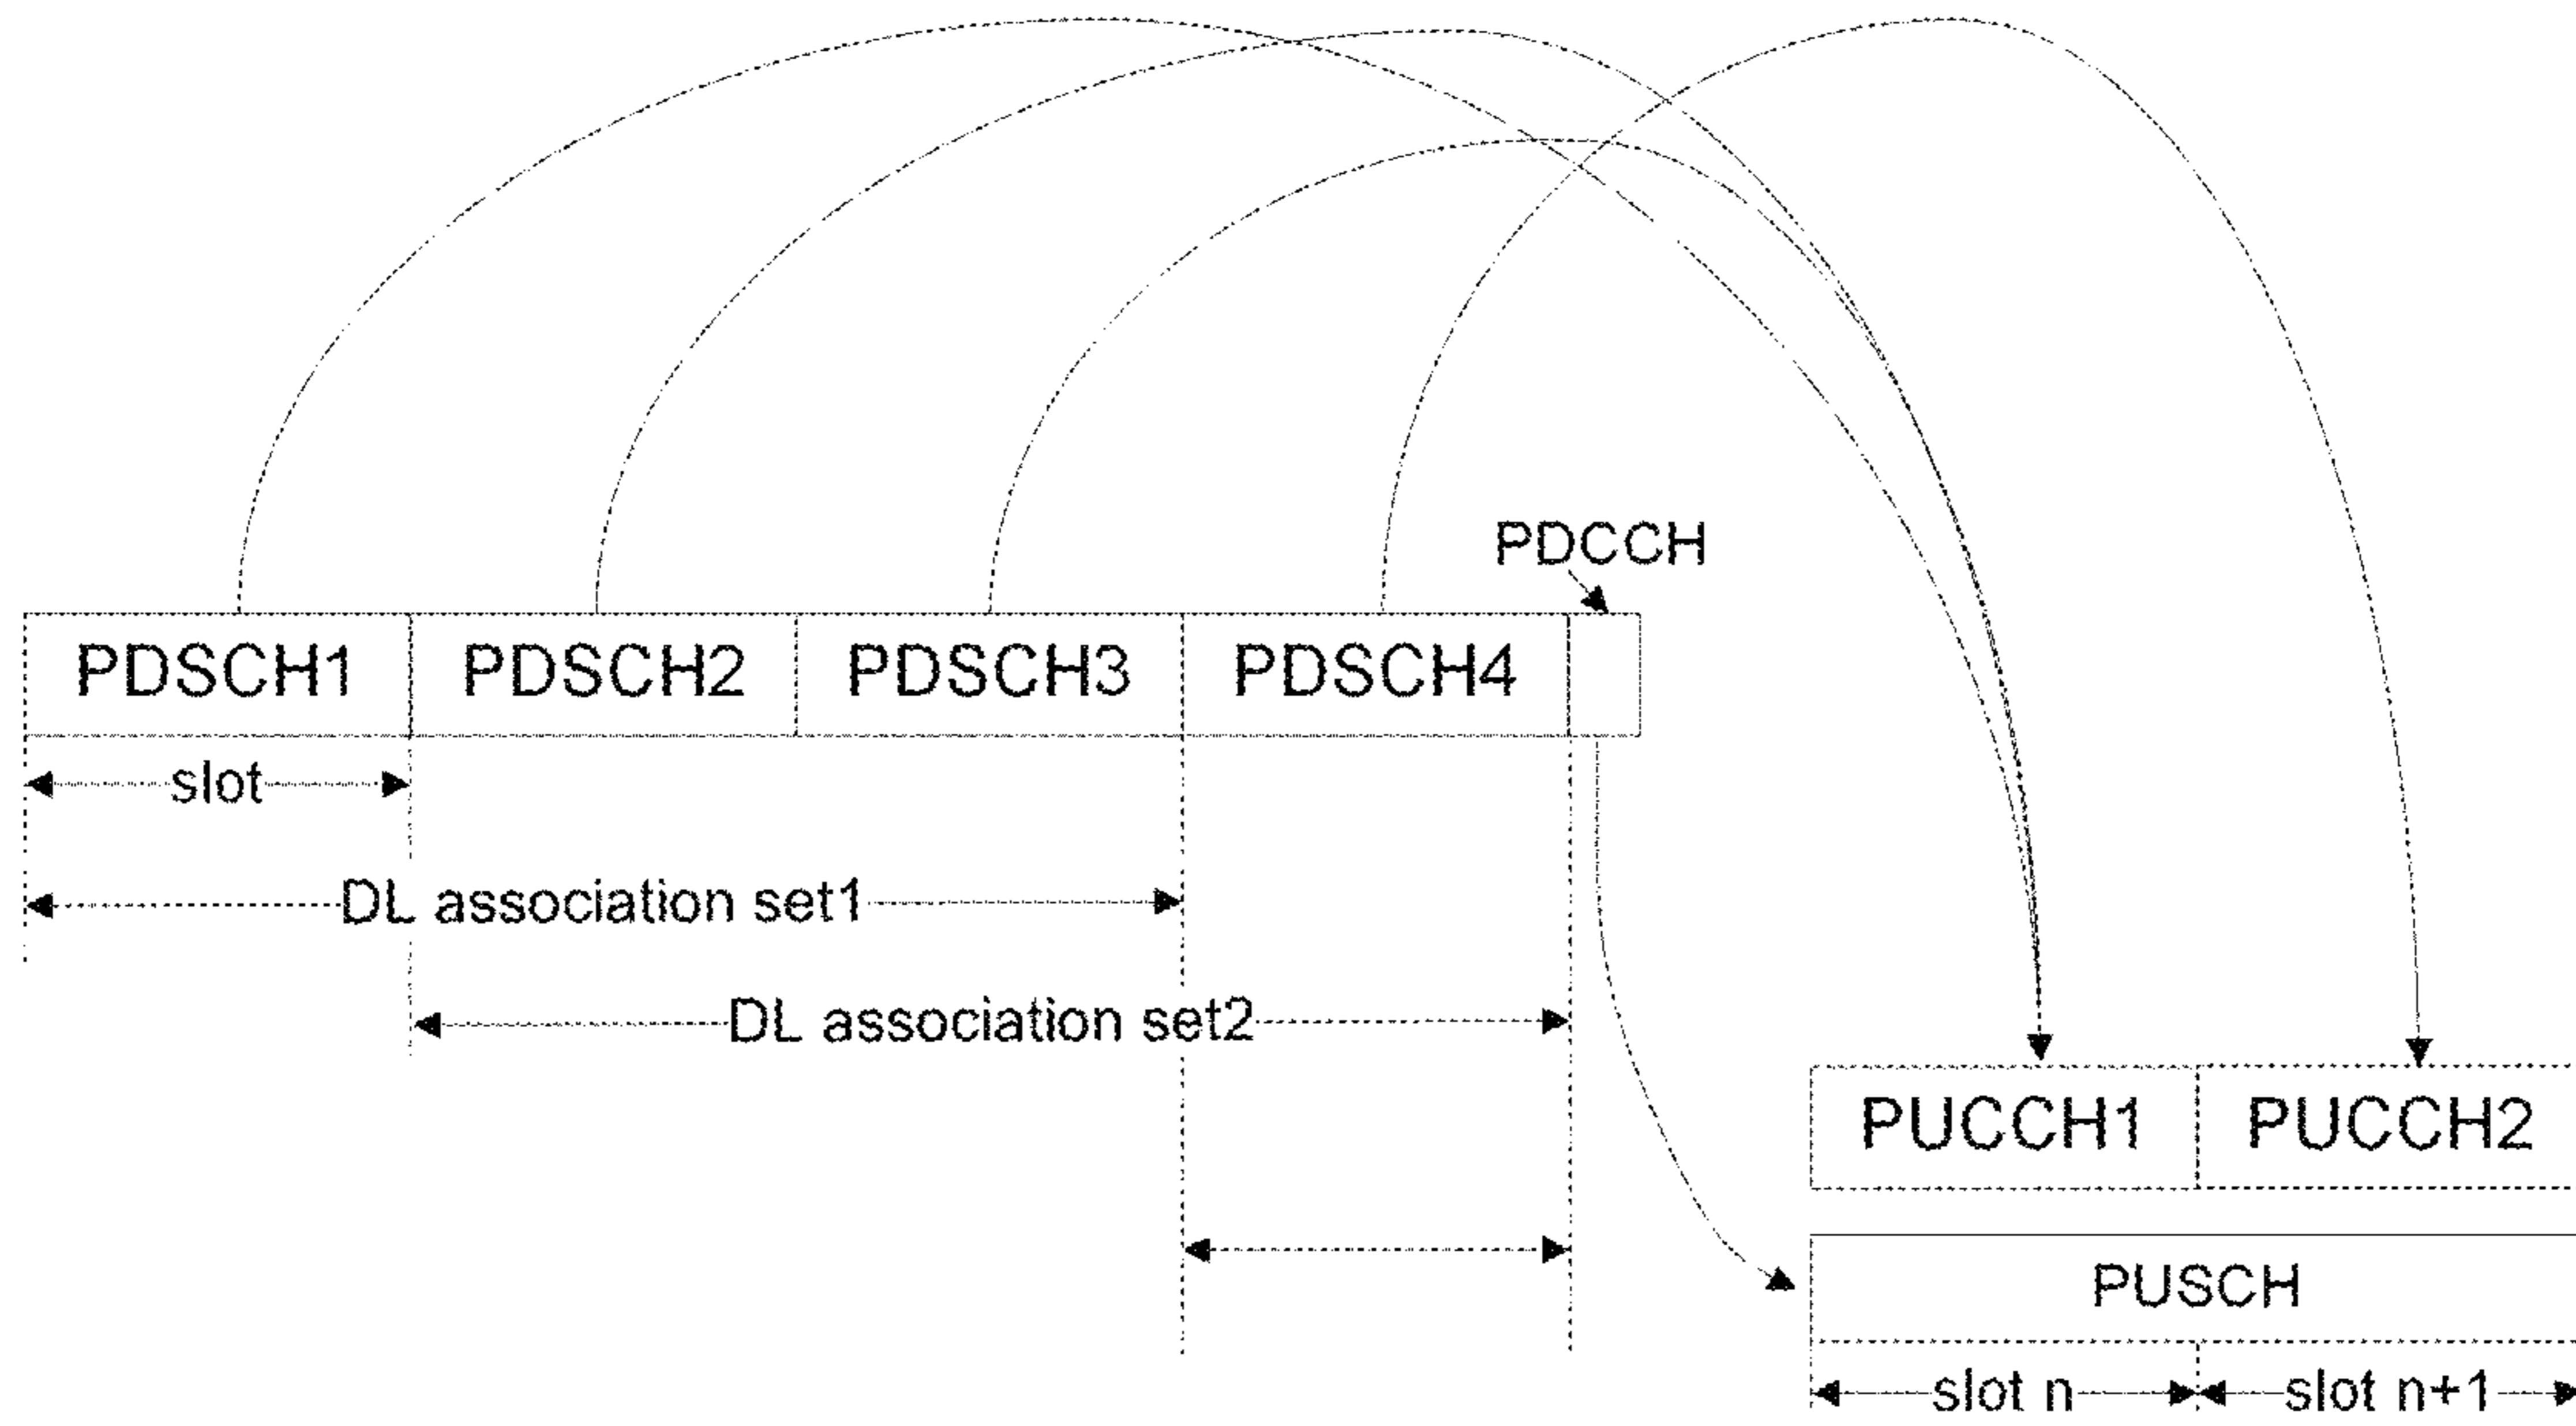 PDCCH
PDSCH1 PDSCH2 PDSCH3 PDSCH4
slot
DL association set1
DL association set2
PUCCH1 PUCCH2
PUSCH
slot n slot n+1